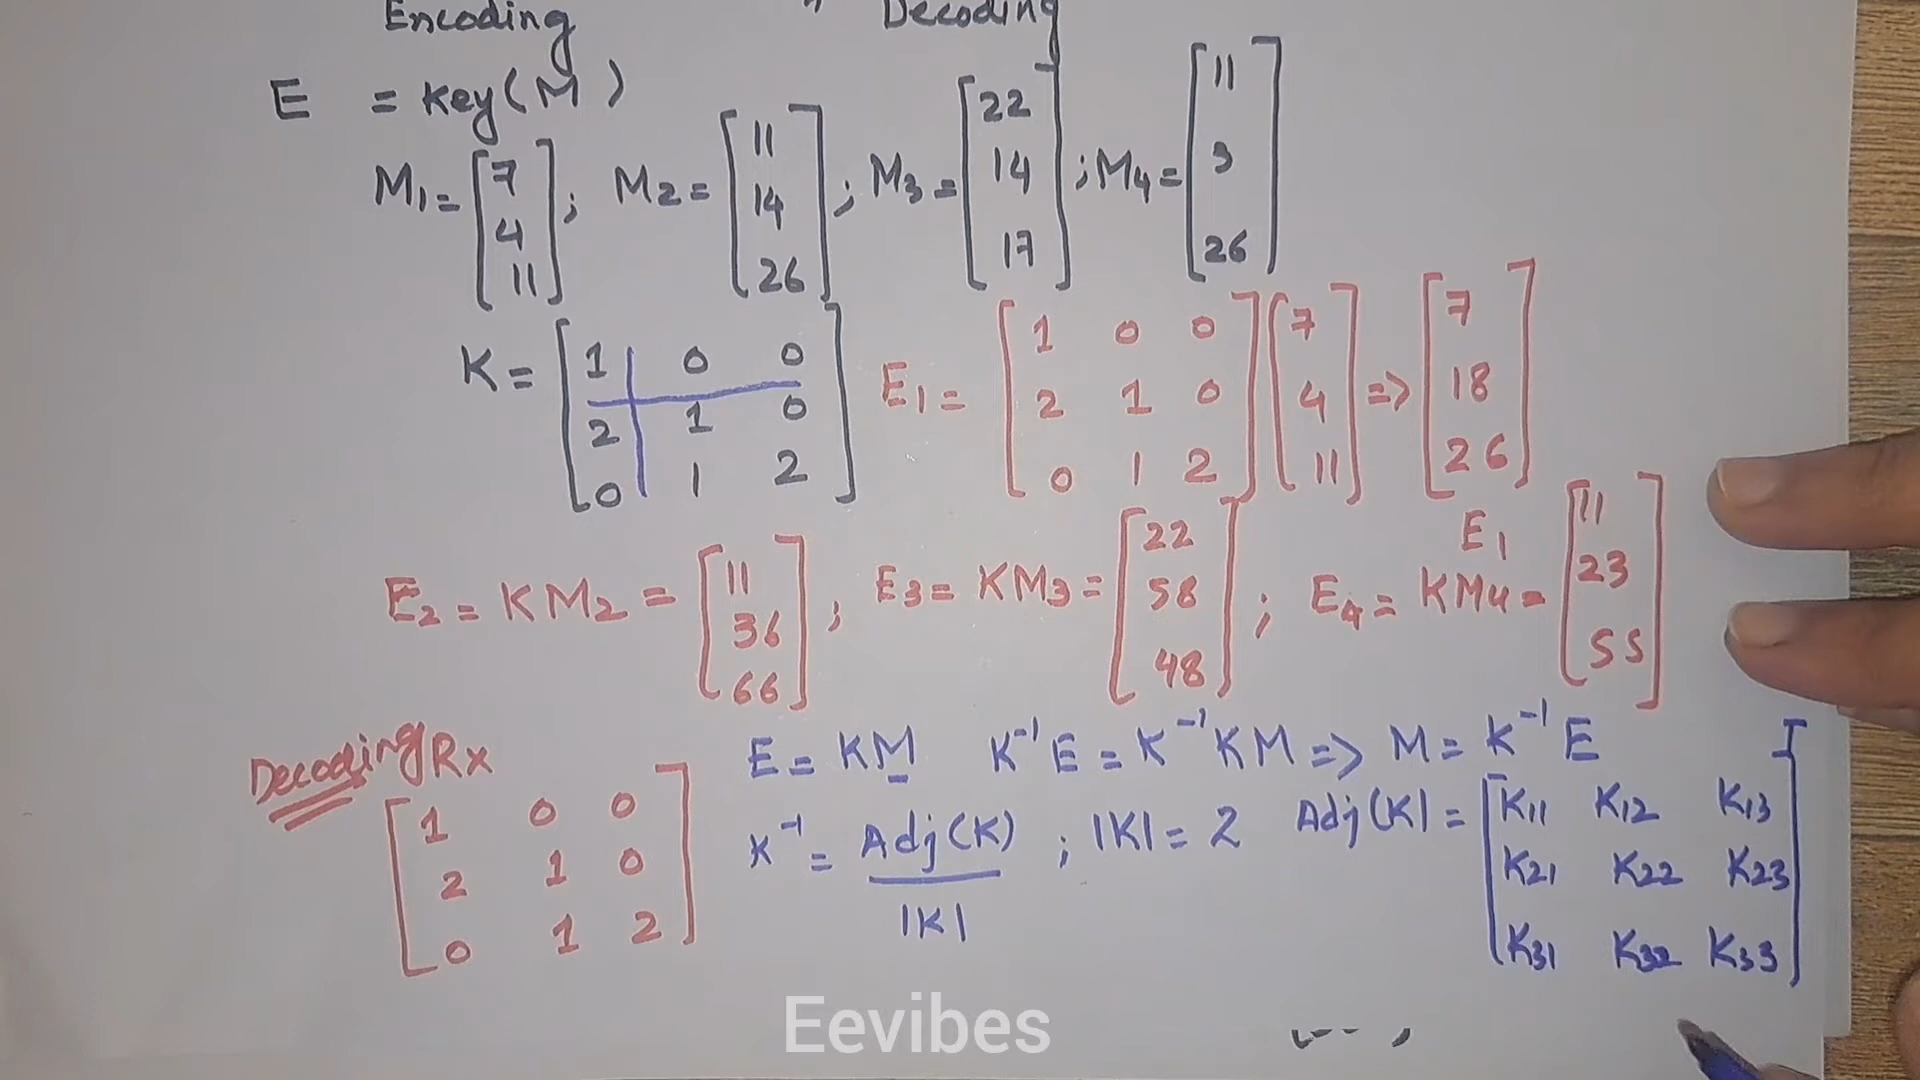 Encoding Decoding
E = Key(M)
M1 = [7 4 11] ; M2 = [11 14 26] ; M3 = [22 14 17] ; M4 = [11 3 26]
K = [1 0 0
2 1 0
0 1 2]
E1 = [1 0 0
2 1 0
0 1 2] [7 4 11] => [7 18 26]
E1
E2 = KM2 = [11 36 66] ; E3 = KM3 = [22 58 48] ; E4 = KM4 = [11 23 55]
Decoding Rx
[1 0 0
2 1 0
0 1 2]
E = KM K⁻¹E = K⁻¹KM => M = K⁻¹E
K⁻¹ = Adj(K) / |K| ; |K| = 2 Adj(K) = [K11 K12 K13
K21 K22 K23
K31 K32 K33]
Eevibes